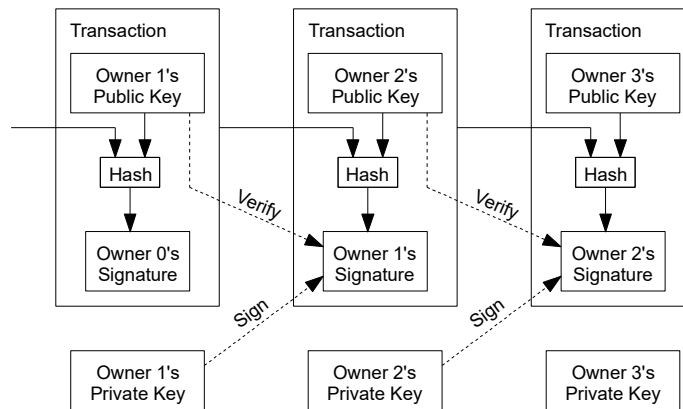 Transaction
Owner 1's
Public Key
Hash
Owner 0's
Signature
Transaction
Owner 2's
Public Key
Hash
Owner 1's
Signature
Transaction
Owner 3's
Public Key
Hash
Owner 2's
Signature
Verify
Verify
Sign
Sign
Owner 1's
Private Key
Owner 2's
Private Key
Owner 3's
Private Key